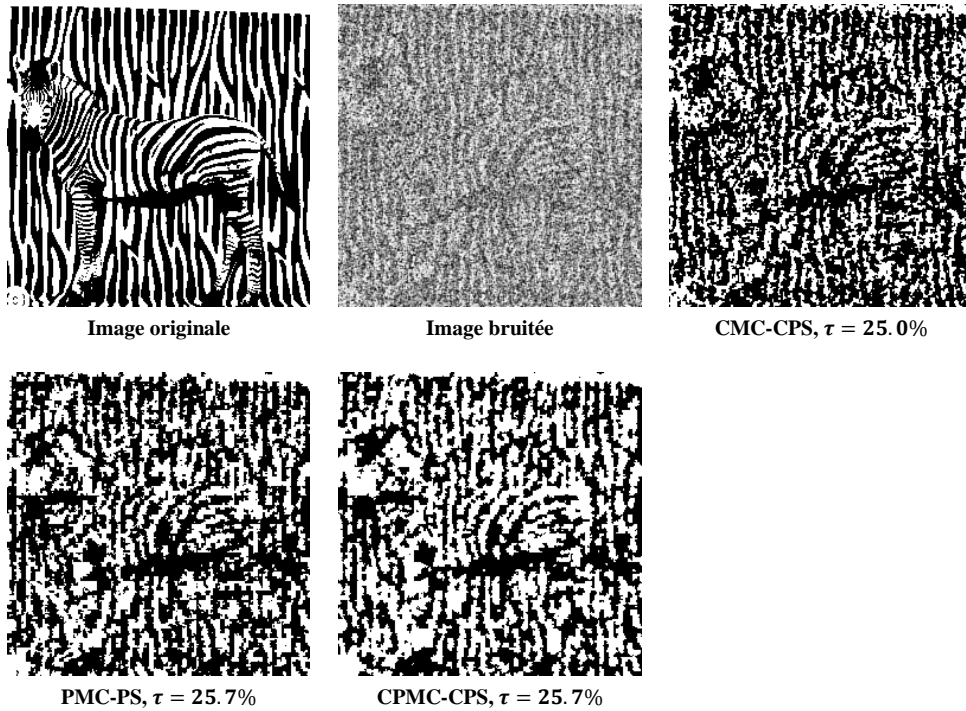 Image originale
Image bruitée
CMC-CPS, τ = 25.0%
PMC-PS, τ = 25.7%
CPMC-CPS, τ = 25.7%